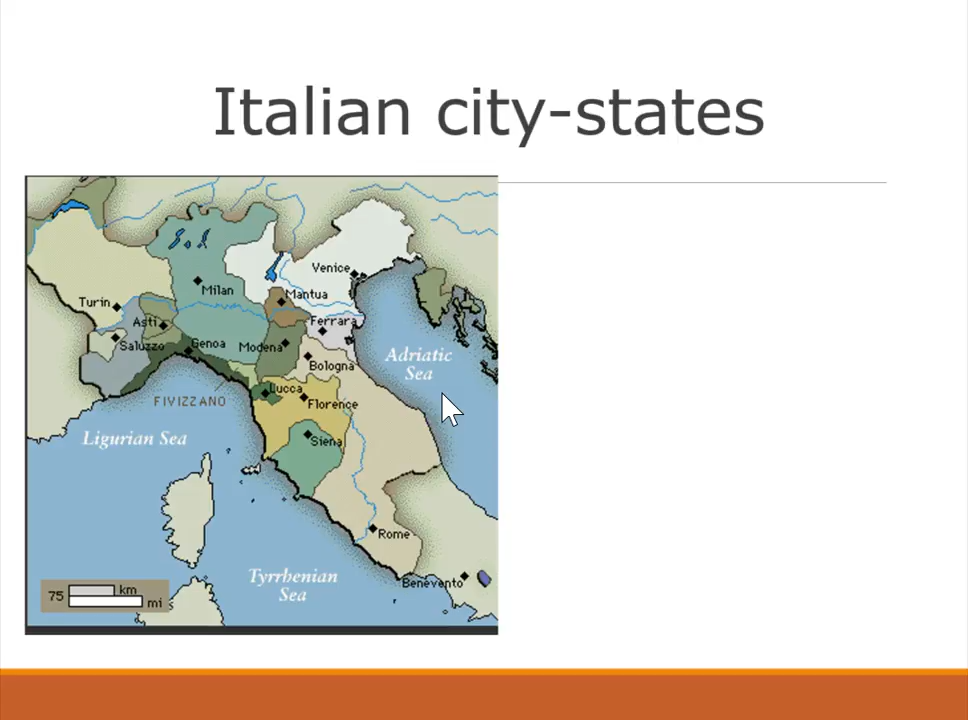 Italian city-states
Venice
Milan
Mantua
Turin
Asti
Ferrara
Saluzzo
Genoa
Modena
Bologna
Adriatic
Sea
Lucca
FIVIZZANO
Florence
Ligurian Sea
Siena
Rome
Tyrrhenian
Sea
Benevento
75
km
mi